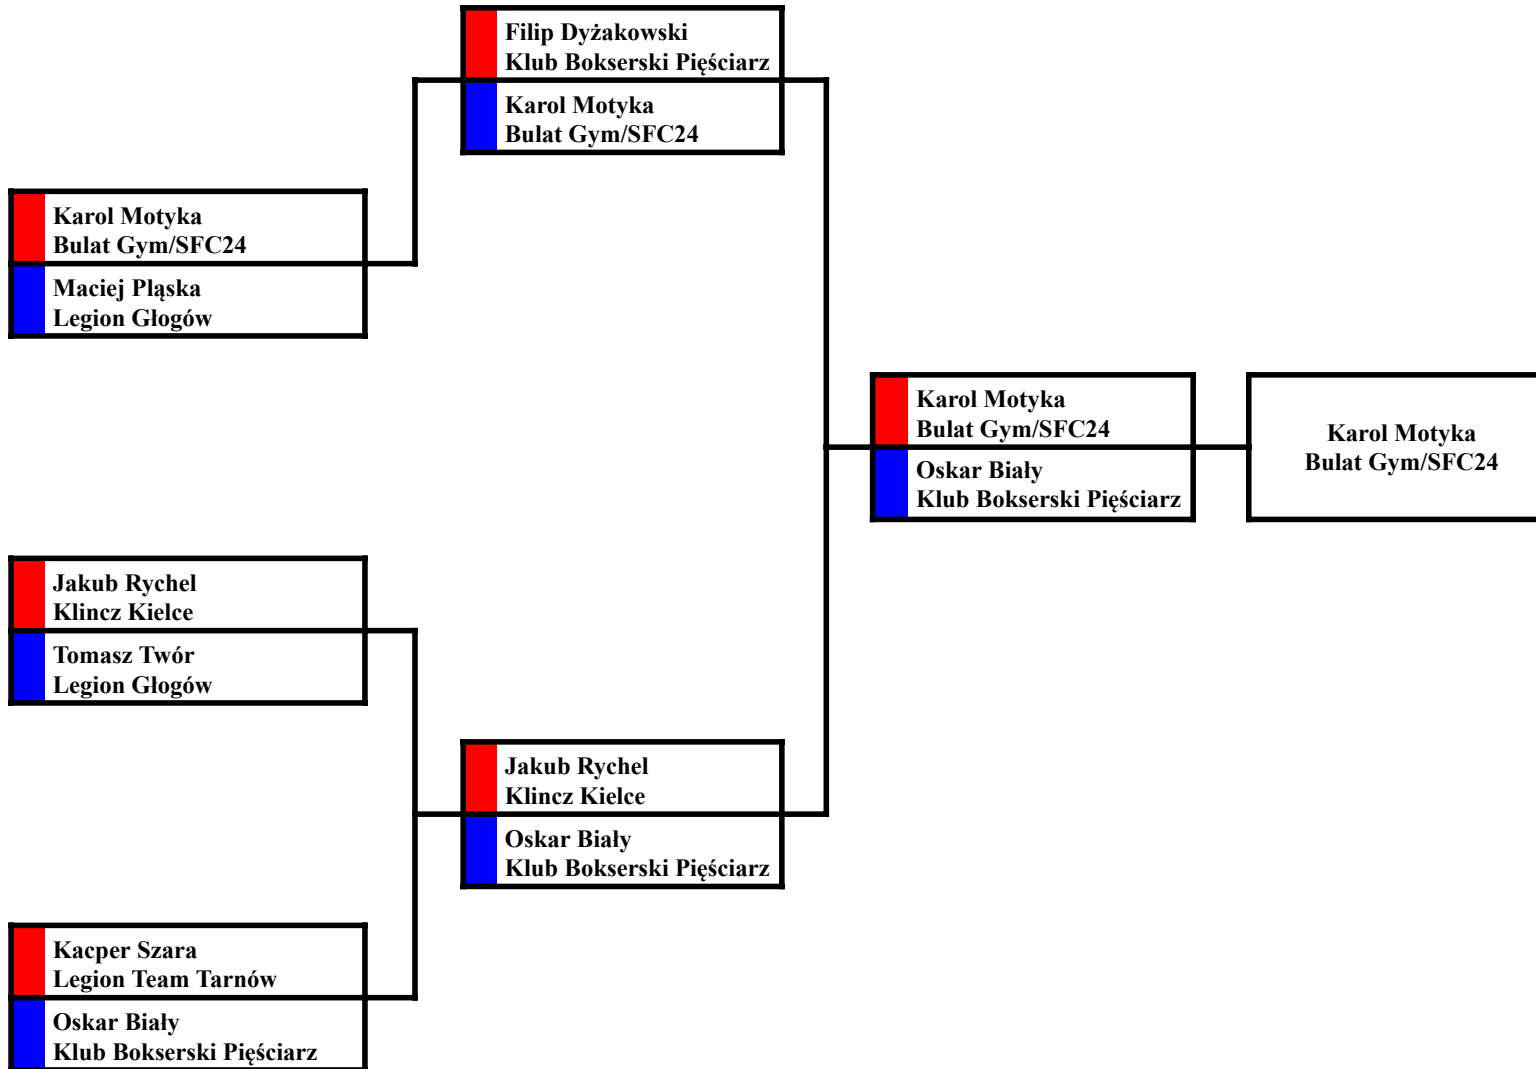 Filip Dyżakowski
Klub Bokserski Pięściarz
Karol Motyka
Bulat Gym/SFC24
Karol Motyka
Bulat Gym/SFC24
Maciej Pląska
Legion Głogów
Karol Motyka
Bulat Gym/SFC24
Oskar Biały
Klub Bokserski Pięściarz
Karol Motyka
Bulat Gym/SFC24
Jakub Rychel
Klincz Kielce
Tomasz Twór
Legion Głogów
Jakub Rychel
Klincz Kielce
Oskar Biały
Klub Bokserski Pięściarz
Kacper Szara
Legion Team Tarnów
Oskar Biały
Klub Bokserski Pięściarz